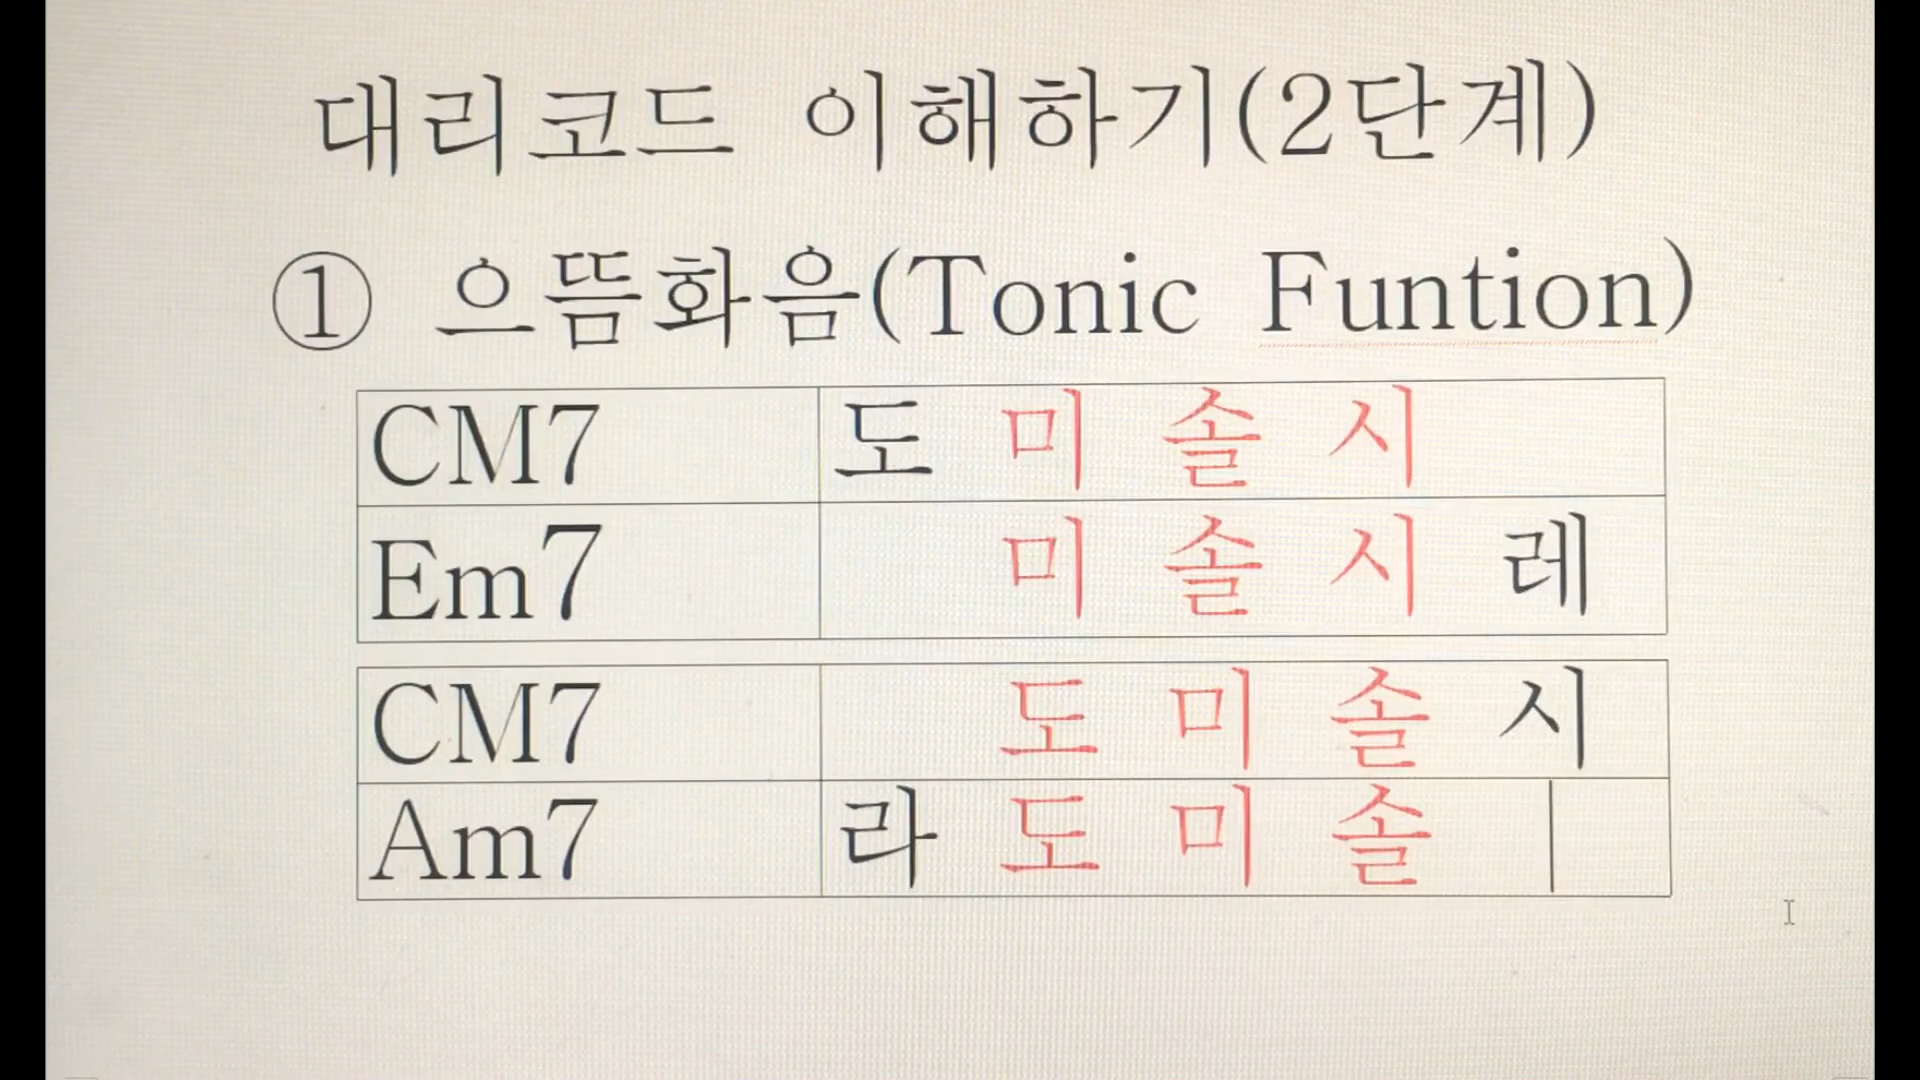 대리코드 이해하기(2단계)
① 으뜸화음(Tonic Funtion)
CM7 도 미 솔 시
Em7 미 솔 시 레
CM7 도 미 솔 시
Am7 라 도 미 솔